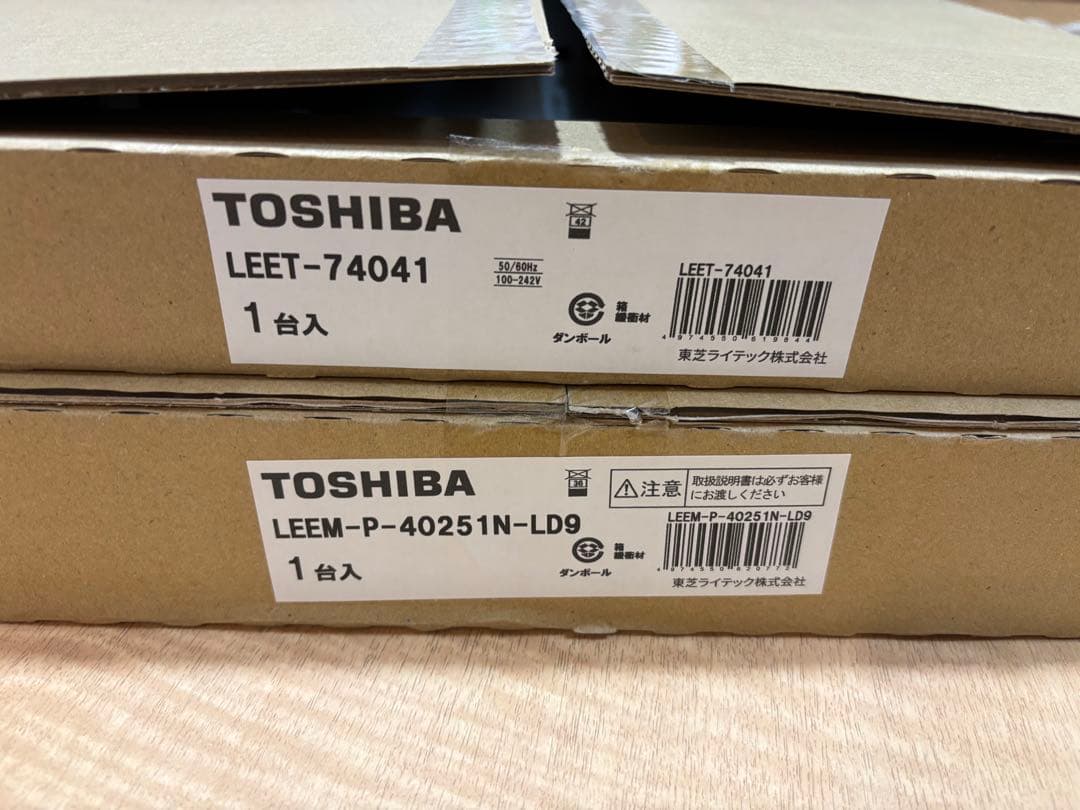 TOSHIBA
42
LEET-74041
50/60Hz
100-242V
LEET-74041
1台入
ダンボール
箱
緩衝材
4974550619844
東芝ライテック株式会社
TOSHIBA
36
注意
取扱説明書は必ずお客様
にお渡しください
LEEM-P-40251N-LD9
LEEM-P-40251N-LD9
1台入
ダンボール
箱
緩衝材
4974550620772
東芝ライテック株式会社